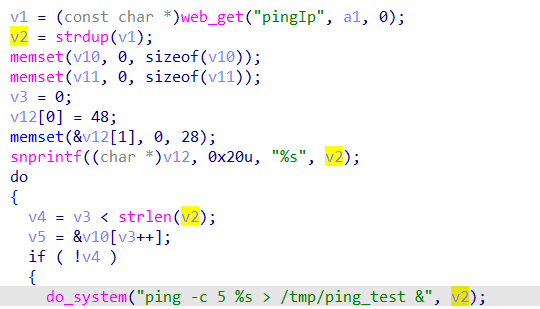 v1 = (const char *)web_get("pingIp", a1, 0);
v2 = strdup(v1);
memset(v10, 0, sizeof(v10));
memset(v11, 0, sizeof(v11));
v3 = 0;
v12[0] = 48;
memset(&v12[1], 0, 28);
snprintf((char *)v12, 0x20u, "%s", v2);
do
{
  v4 = v3 < strlen(v2);
  v5 = &v10[v3++];
  if ( !v4 )
  {
    do_system("ping -c 5 %s > /tmp/ping_test &", v2);